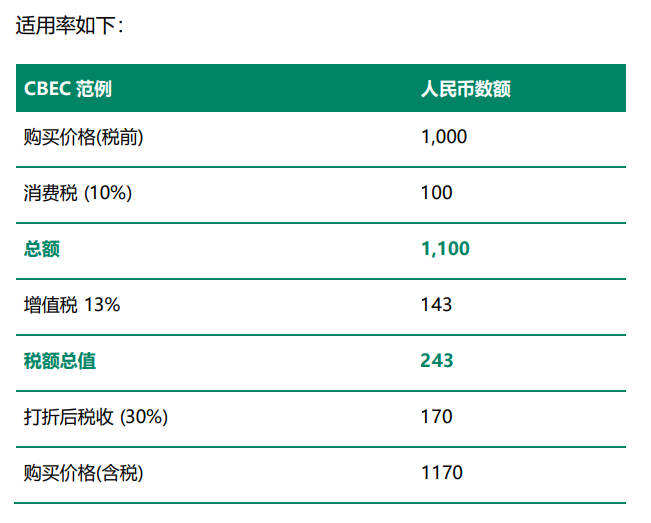 适用率如下：
CBEC 范例 人民币数额
购买价格(税前) 1,000
消费税 (10%) 100
总额 1,100
增值税 13% 143
税额总值 243
打折后税收 (30%) 170
购买价格(含税) 1170